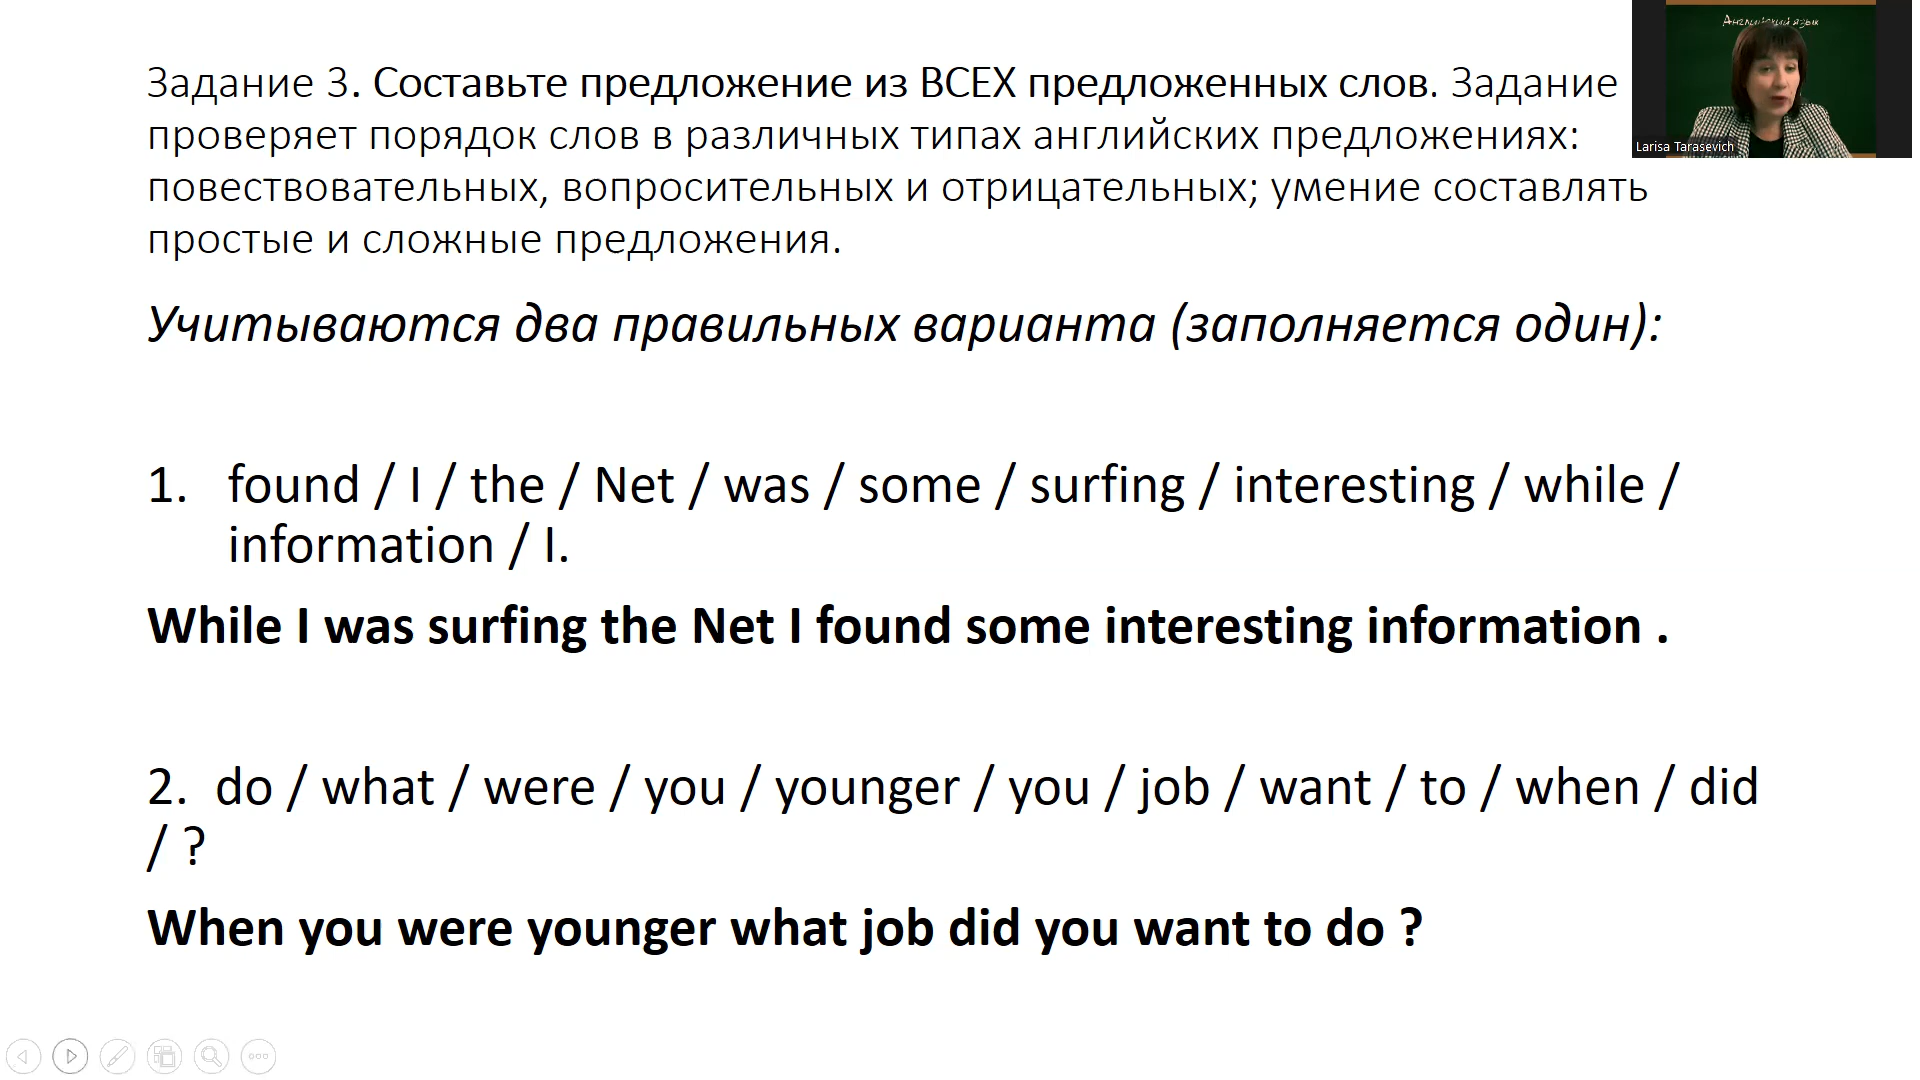 Английский язык
Larisa Tarasevich
Задание 3. Составьте предложение из ВСЕХ предложенных слов. Задание
проверяет порядок слов в различных типах английских предложениях:
повествовательных, вопросительных и отрицательных; умение составлять
простые и сложные предложения.
Учитываются два правильных варианта (заполняется один):
1. found / I / the / Net / was / some / surfing / interesting / while /
information / I.
While I was surfing the Net I found some interesting information .
2. do / what / were / you / younger / you / job / want / to / when / did
/ ?
When you were younger what job did you want to do ?